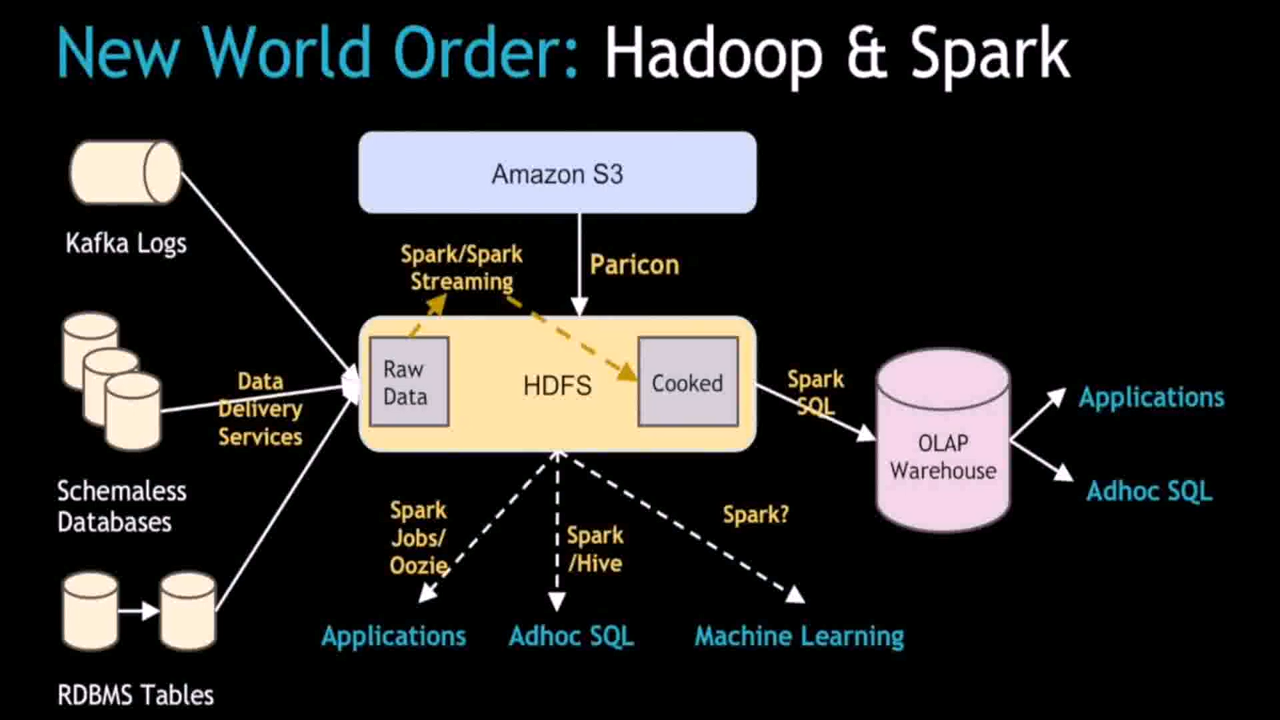 New World Order: Hadoop & Spark
Amazon S3
Kafka Logs
Spark/Spark
Streaming
Paricon
Raw
Data
HDFS
Cooked
Data
Delivery
Services
Spark
SQL
OLAP
Warehouse
Applications
Adhoc SQL
Schemaless
Databases
Spark
Jobs/
Oozie
Spark
/Hive
Spark?
Applications
Adhoc SQL
Machine Learning
RDBMS Tables